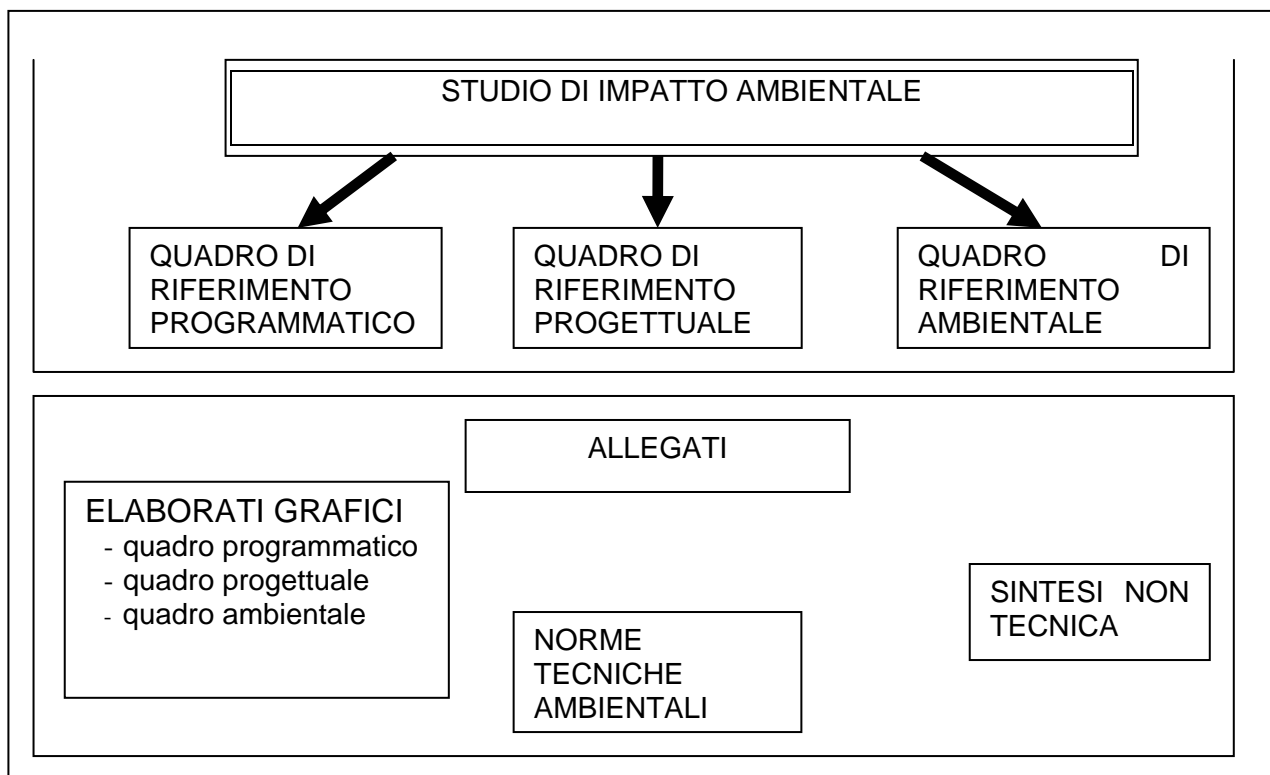 STUDIO DI IMPATTO AMBIENTALE
QUADRO DI
RIFERIMENTO
PROGRAMMATICO
QUADRO DI
RIFERIMENTO
PROGETTUALE
QUADRO DI
RIFERIMENTO
AMBIENTALE
ALLEGATI
ELABORATI GRAFICI
- quadro programmatico
- quadro progettuale
- quadro ambientale
NORME
TECNICHE
AMBIENTALI
SINTESI NON
TECNICA